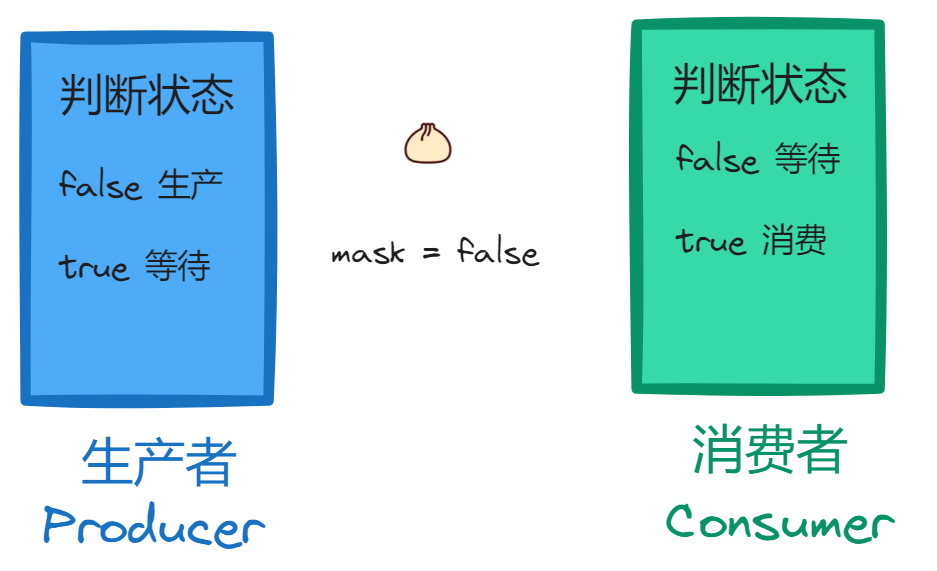 判断状态
false 生产
true 等待
生产者
Producer
mask = false
判断状态
false 等待
true 消费
消费者
Consumer